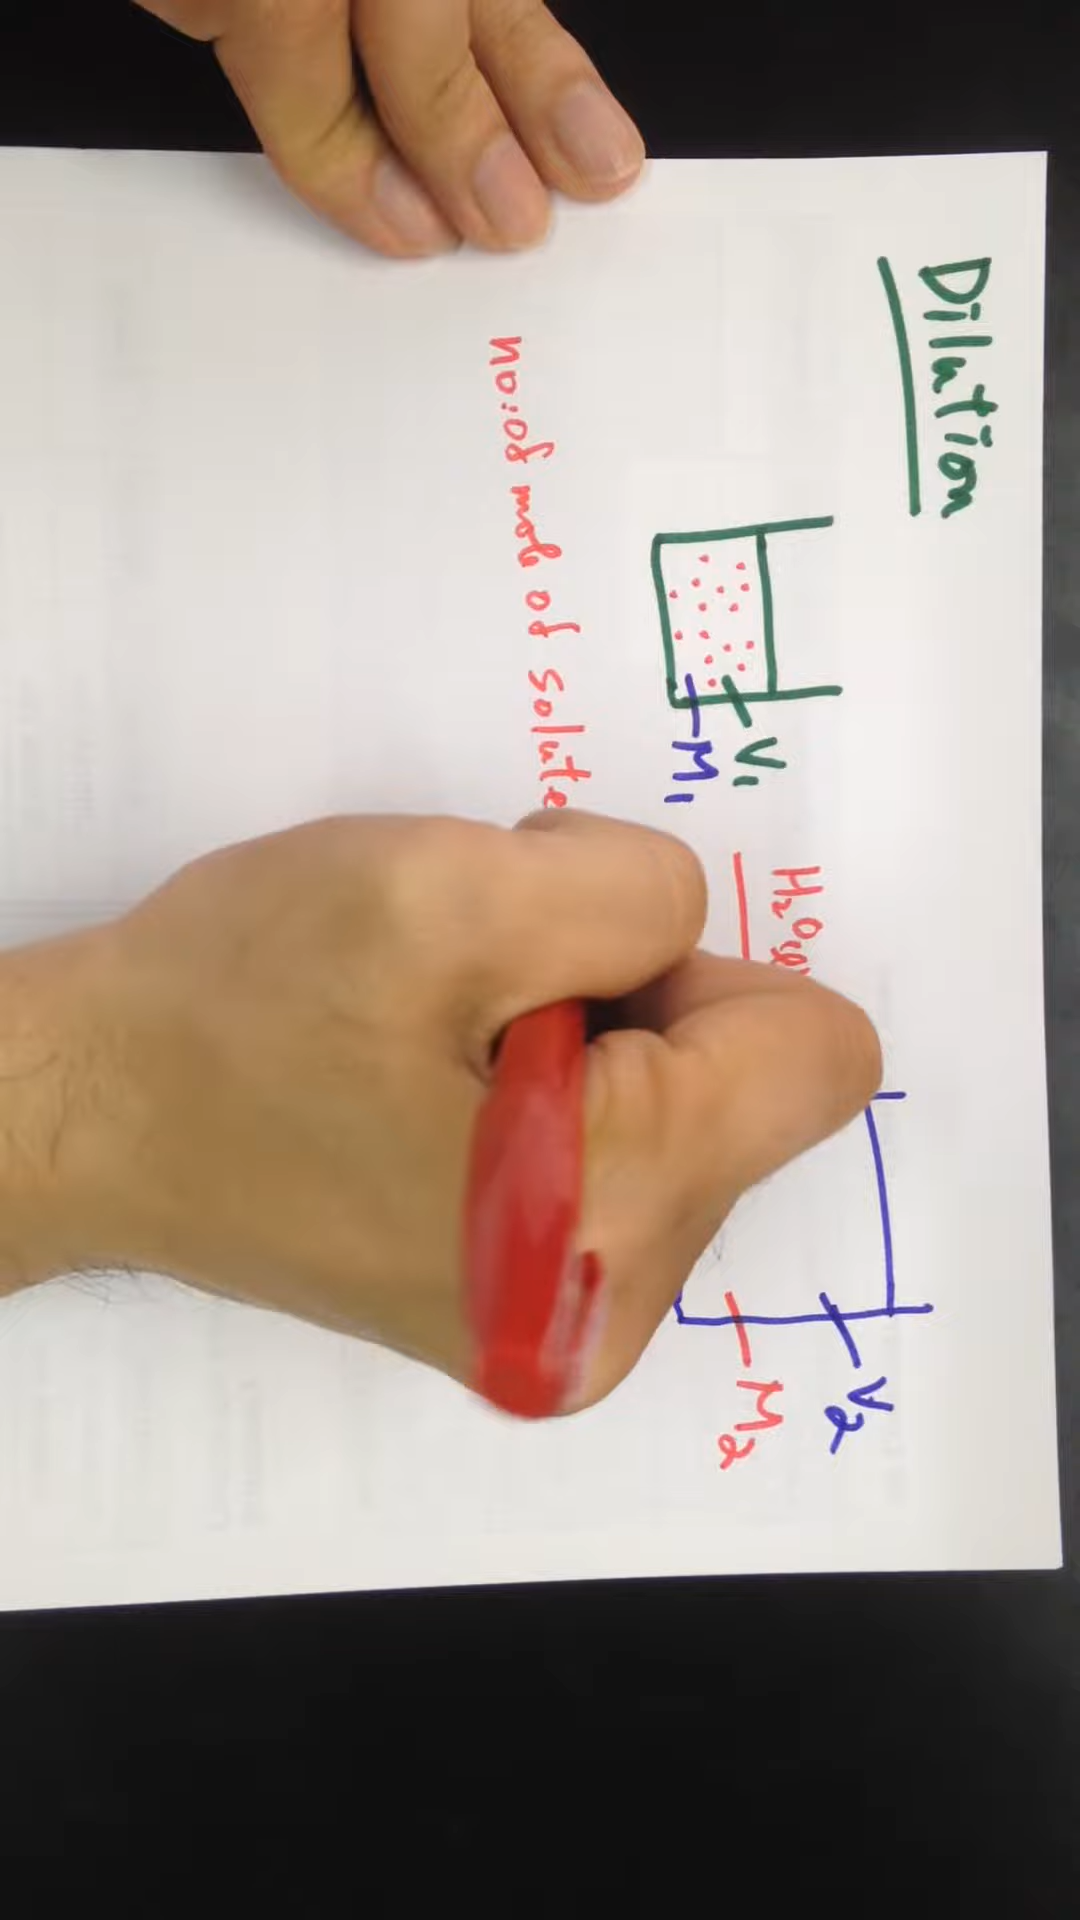 Dilution
V₁
M₁
H₂O(l)
V₂
M₂
no. of mole of solute